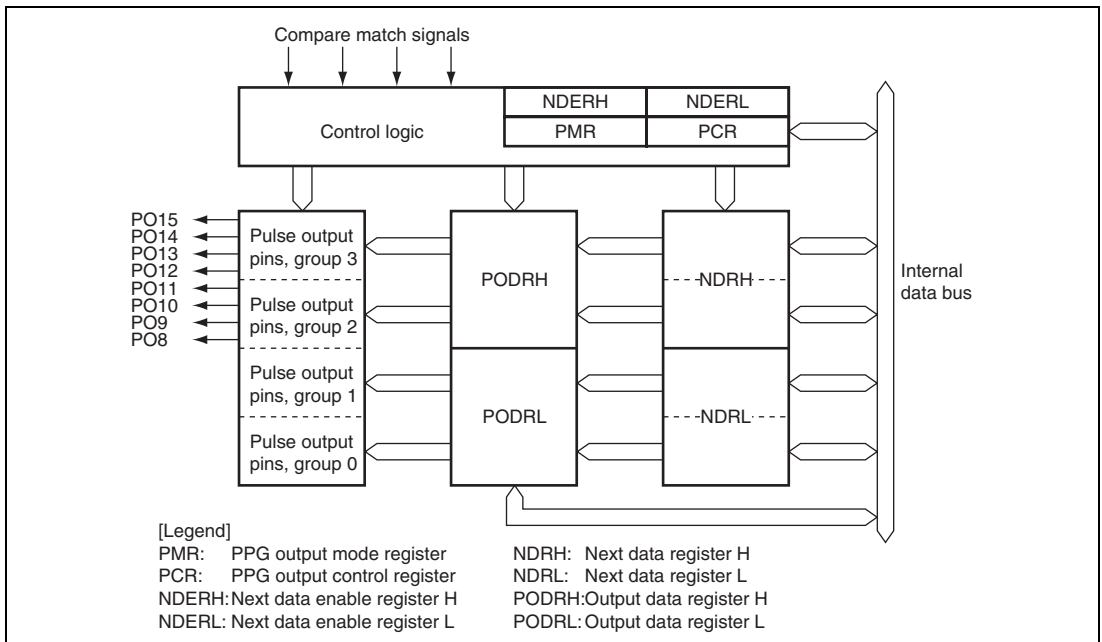 Compare match signals
NDERH NDERL
Control logic PMR PCR
PO15
PO14
PO13
PO12
PO11
PO10
PO9
PO8
Pulse output
pins, group 3
Pulse output
pins, group 2
Pulse output
pins, group 1
Pulse output
pins, group 0
PODRH
PODRL
NDRH
NDRL
Internal
data bus
[Legend]
PMR: PPG output mode register
PCR: PPG output control register
NDERH: Next data enable register H
NDERL: Next data enable register L
NDRH: Next data register H
NDRL: Next data register L
PODRH: Output data register H
PODRL: Output data register L